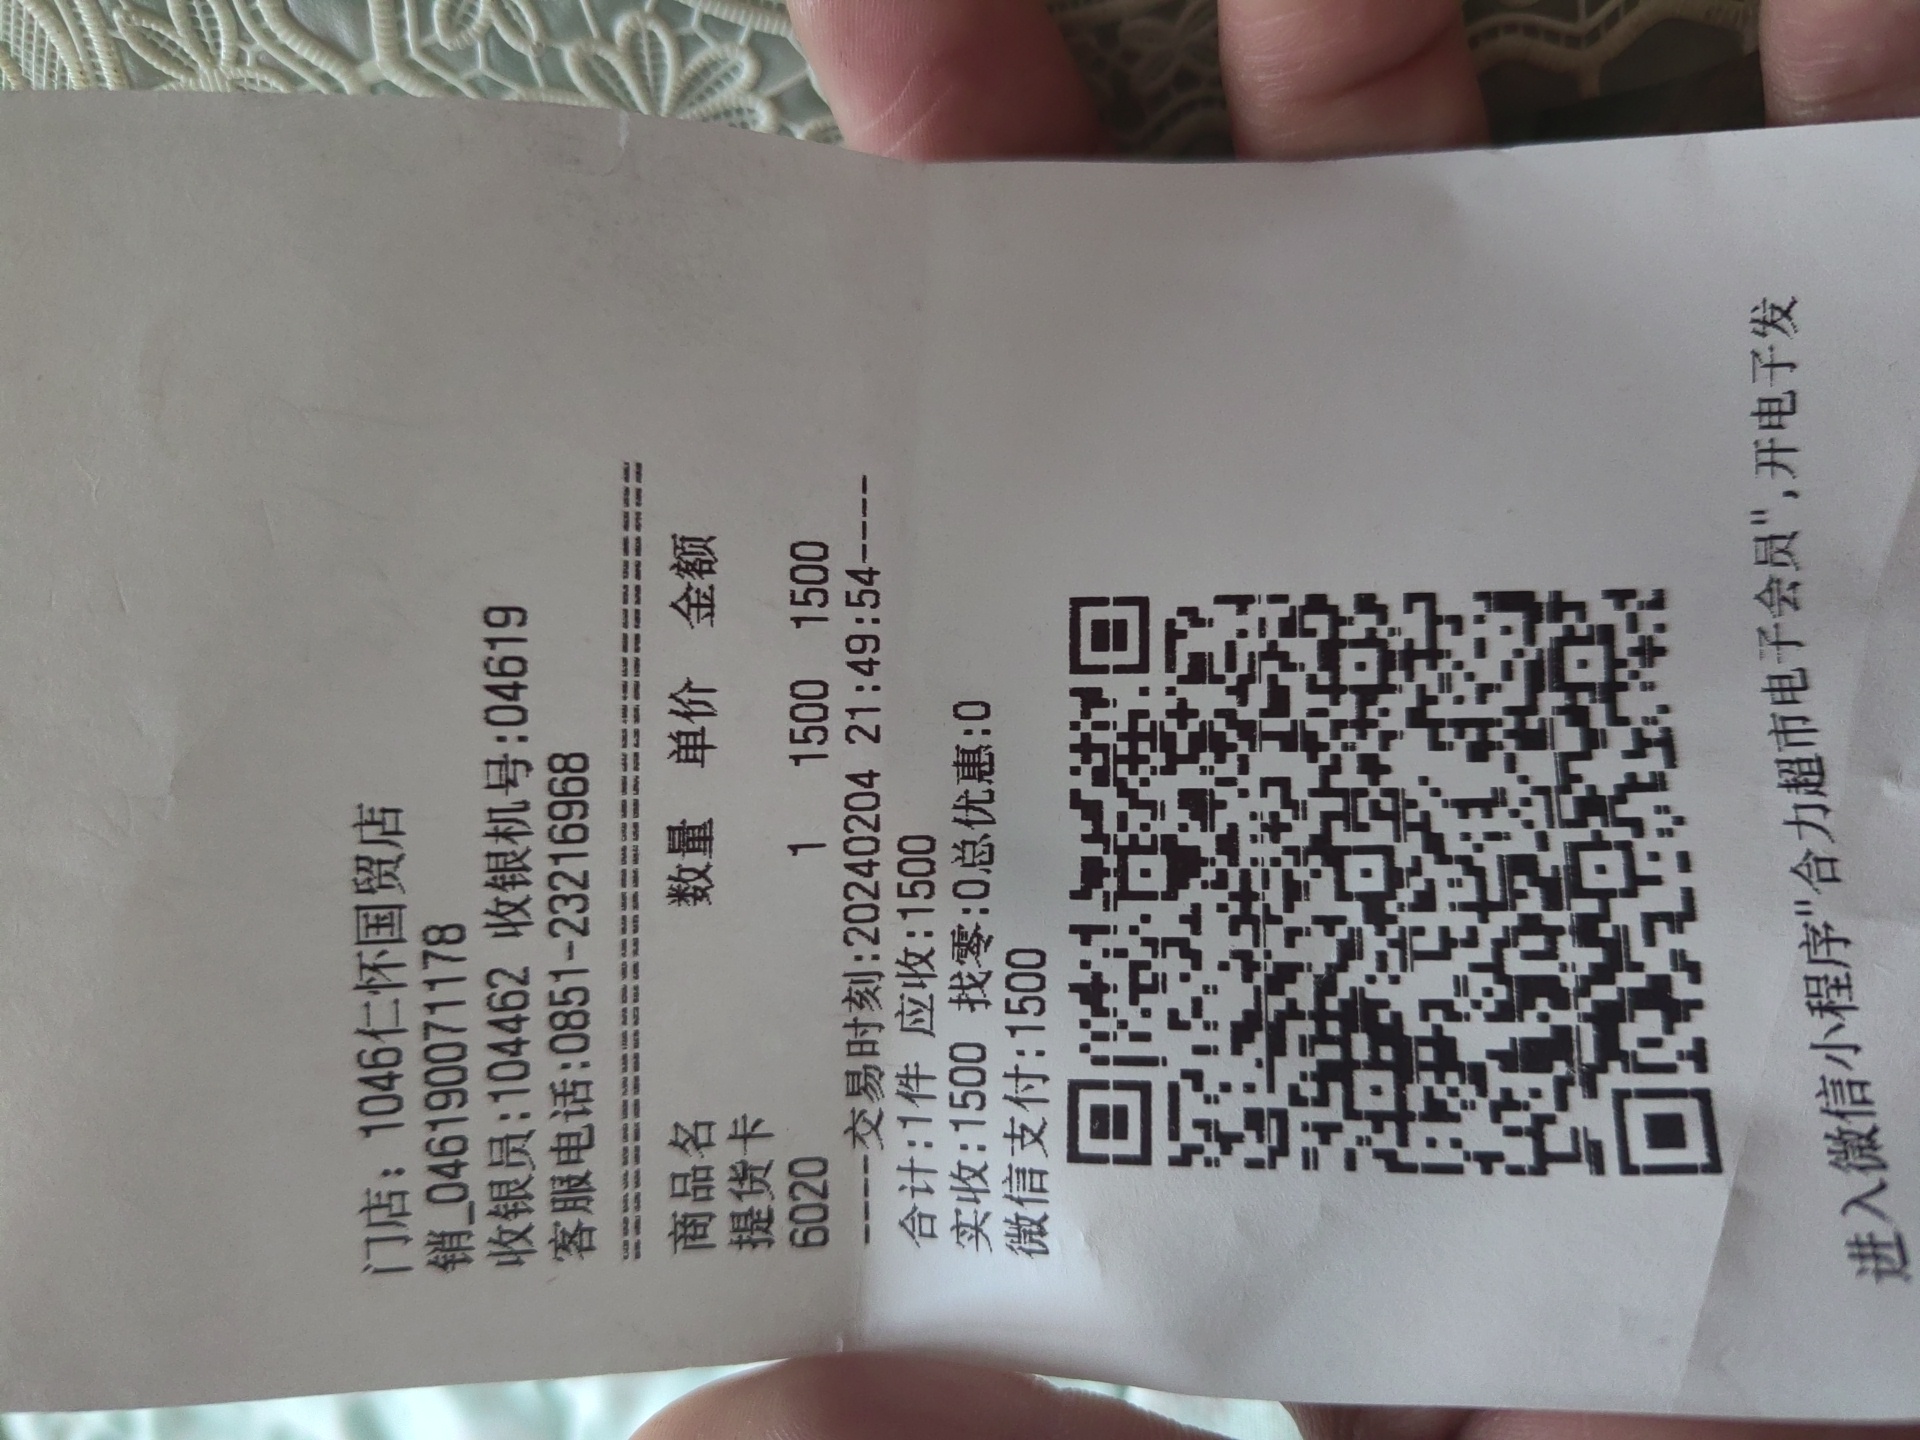 门店: 1046仁怀国贸店
销_046190071178
收银员:104462 收银机号:04619
客服电话:0851-23216968
==========================================
商品名 数量 单价 金额
提货卡
6020 1 1500 1500
----交易时刻:20240204 21:49:54----
合计:1件 应收:1500
实收:1500 找零:0总优惠:0
微信支付:1500
进入微信小程序"合力超市电子会员",开电子发